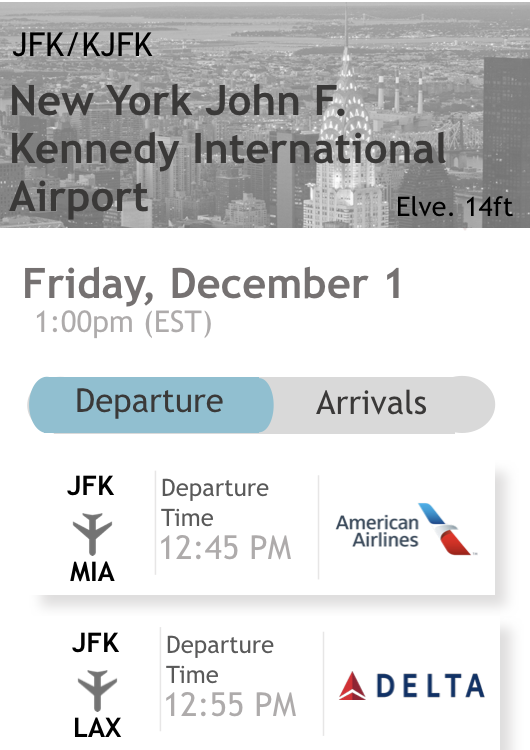 JFK/KJFK
New York John F.
Kennedy International
Airport
Elve. 14ft
Friday, December 1
1:00pm (EST)
Departure
Arrivals
JFK
MIA
Departure
Time
12:45 PM
American
Airlines
JFK
LAX
Departure
Time
12:55 PM
DELTA